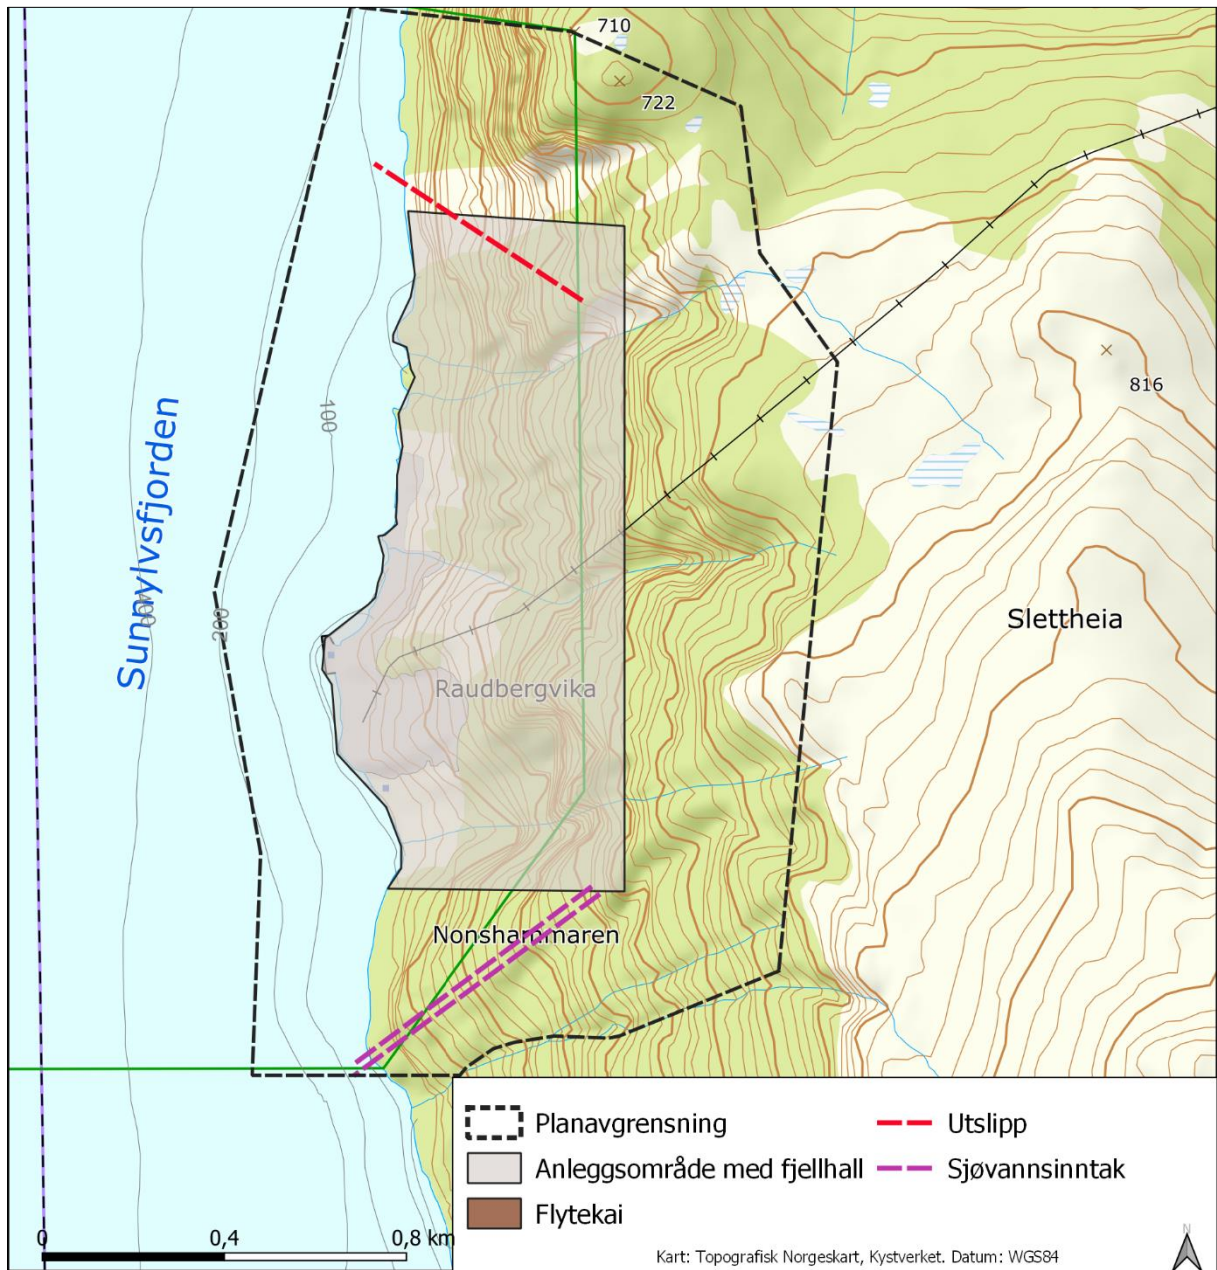 710
722
816
100
Sunnylvsfjorden
400
200
Slettheia
Raudbergvika
Nonshammaren
Planavgrensning
Utslipp
Anleggsområde med fjellhall
Sjøvannsinntak
Flytekai
0
0,4
0,8 km
N
Kart: Topografisk Norgeskart, Kystverket. Datum: WGS84